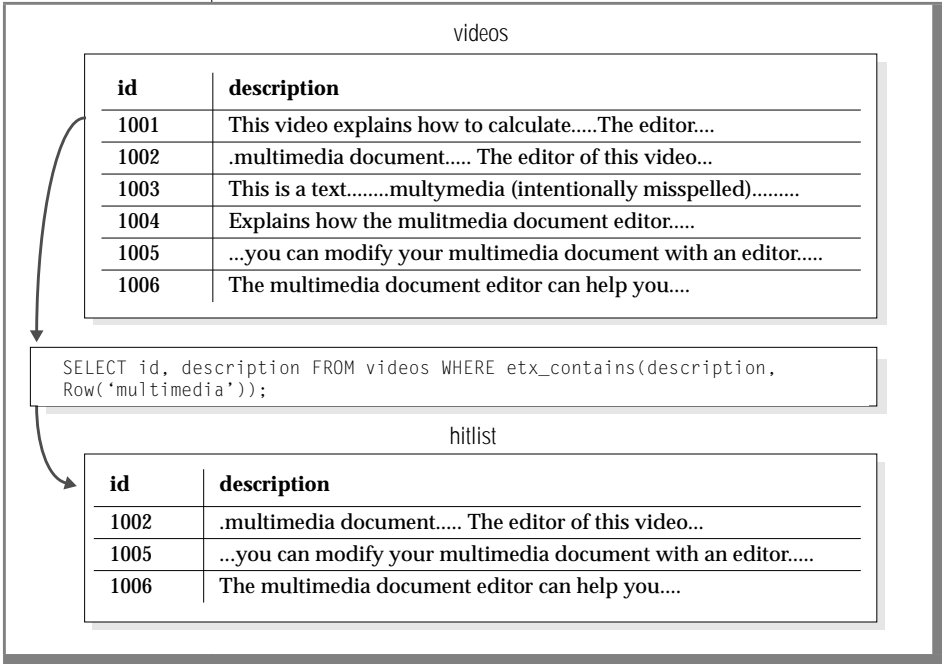 videos
id description
1001 This video explains how to calculate.....The editor....
1002 .multimedia document..... The editor of this video...
1003 This is a text........multymedia (intentionally misspelled).........
1004 Explains how the mulitmedia document editor.....
1005 ...you can modify your multimedia document with an editor.....
1006 The multimedia document editor can help you....
SELECT id, description FROM videos WHERE etx_contains(description,
Row(‘multimedia’));
hitlist
id description
1002 .multimedia document..... The editor of this video...
1005 ...you can modify your multimedia document with an editor.....
1006 The multimedia document editor can help you....